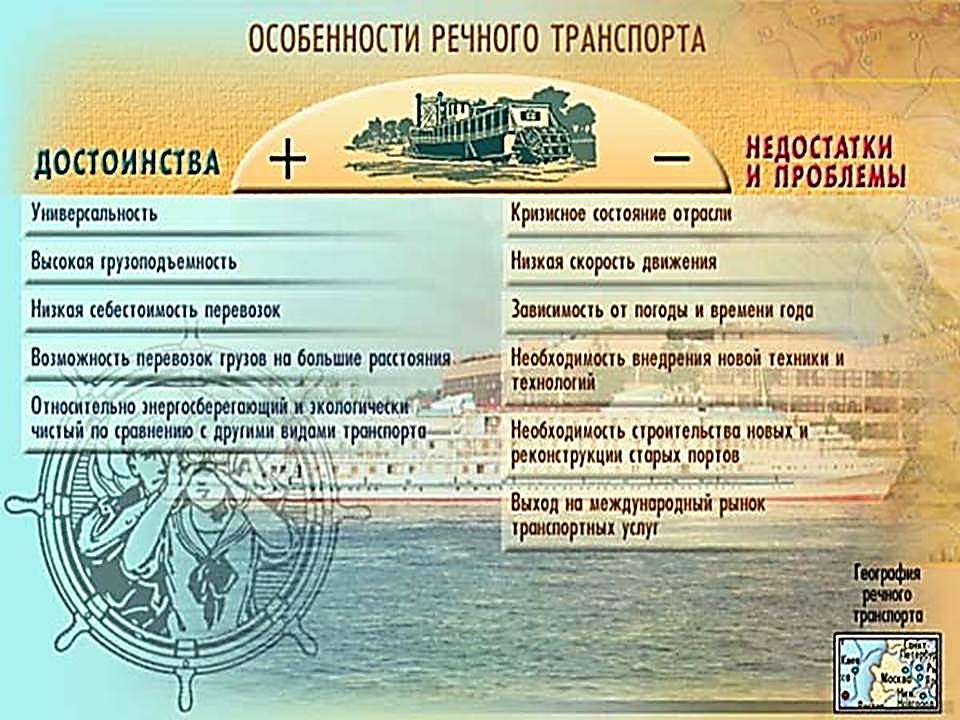 ОСОБЕННОСТИ РЕЧНОГО ТРАНСПОРТА
ДОСТОИНСТВА
+
−
НЕДОСТАТКИ
И ПРОБЛЕМЫ
Универсальность
Высокая грузоподъемность
Низкая себестоимость перевозок
Возможность перевозок грузов на большие расстояния
Относительно энергосберегающий и экологически
чистый по сравнению с другими видами транспорта
Кризисное состояние отрасли
Низкая скорость движения
Зависимость от погоды и времени года
Необходимость внедрения новой техники и
технологий
Необходимость строительства новых и
реконструкции старых портов
Выход на международный рынок
транспортных услуг
География
речного
транспорта
Санкт-
Петербург
Москва